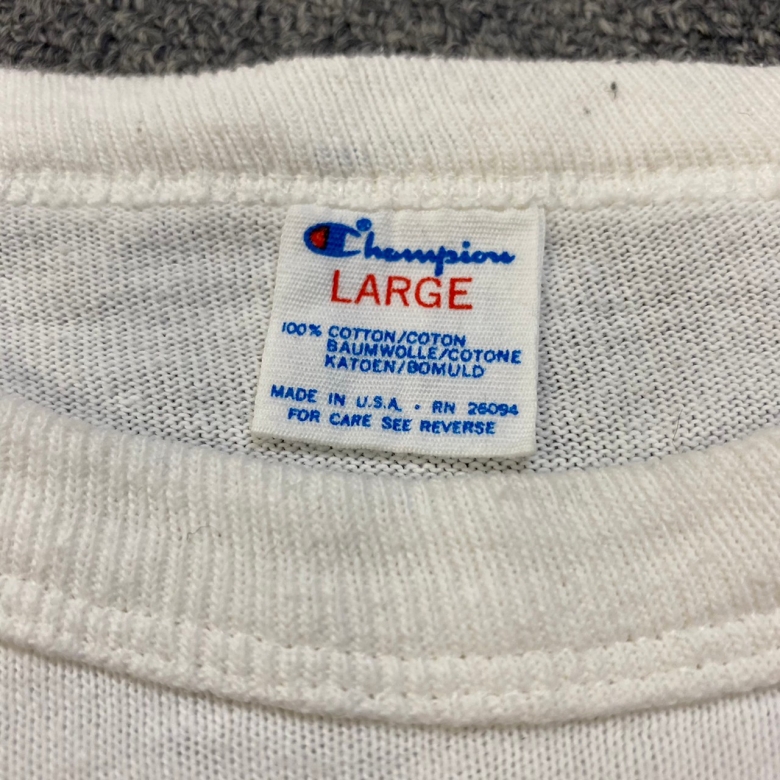 Champion
LARGE
100% COTTON/COTON
BAUMWOLLE/COTONE
KATOEN/BOMULD
MADE IN U.S.A. • RN 26094
FOR CARE SEE REVERSE